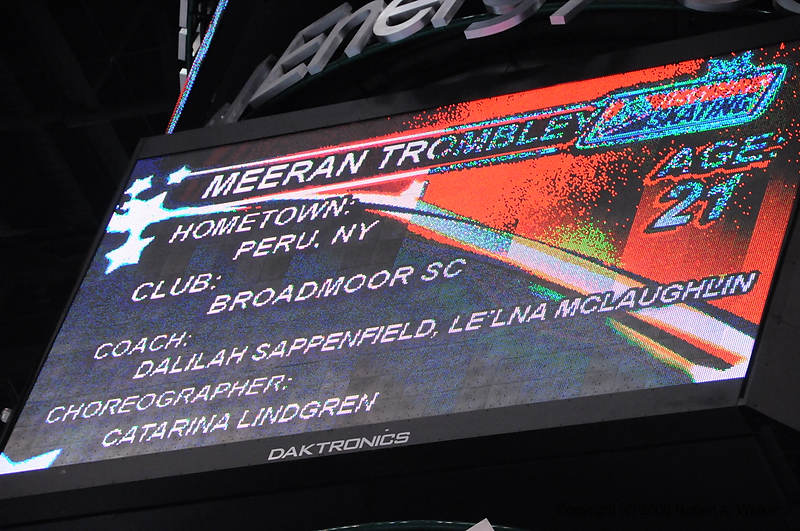 Energy
MEERAN TROMBLEY
SKATING
AGE:
21
HOMETOWN:
PERU, NY
CLUB:
BROADMOOR SC
COACH:
DALILAH SAPPENFIELD, LE'LNA MCLAUGHLIN
CHOREOGRAPHER:
CATARINA LINDGREN
DAKTRONICS